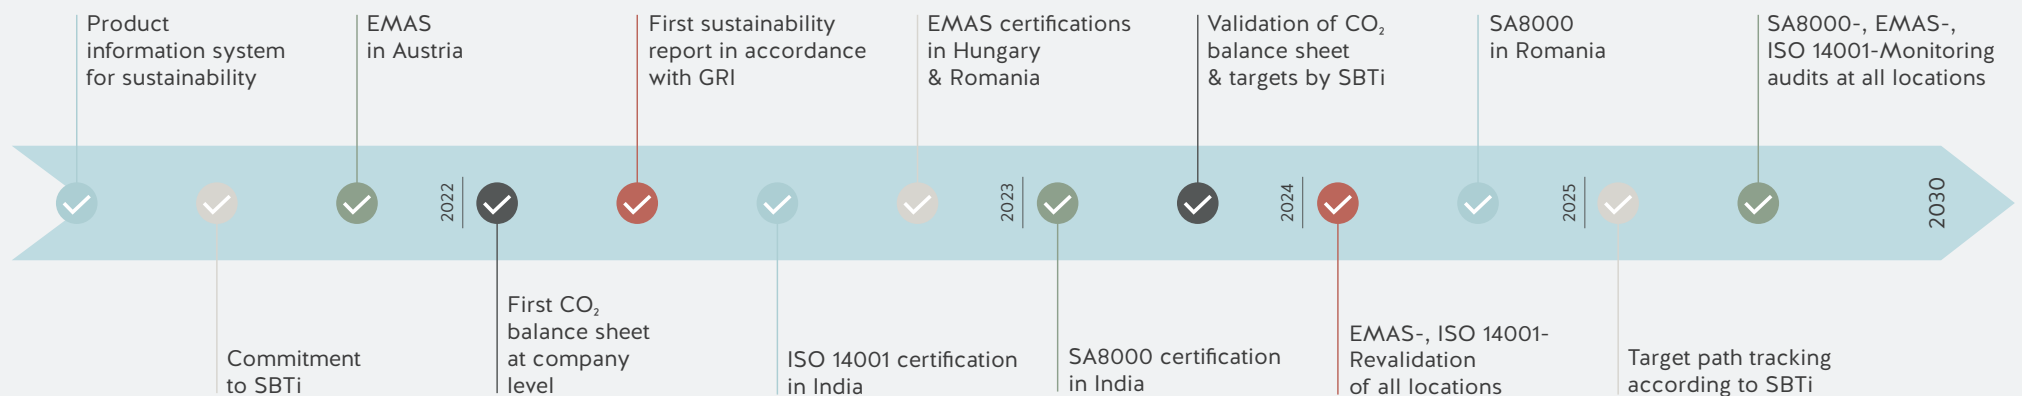 Product
information system
for sustainability
EMAS
in Austria
First sustainability
report in accordance
with GRI
EMAS certifications
in Hungary
& Romania
Validation of CO₂
balance sheet
& targets by SBTi
SA8000
in Romania
SA8000-, EMAS-,
ISO 14001-Monitoring
audits at all locations
2022
2023
2024
2025
2030
Commitment
to SBTi
First CO₂
balance sheet
at company
level
ISO 14001 certification
in India
SA8000 certification
in India
EMAS-, ISO 14001-
Revalidation
of all locations
Target path tracking
according to SBTi